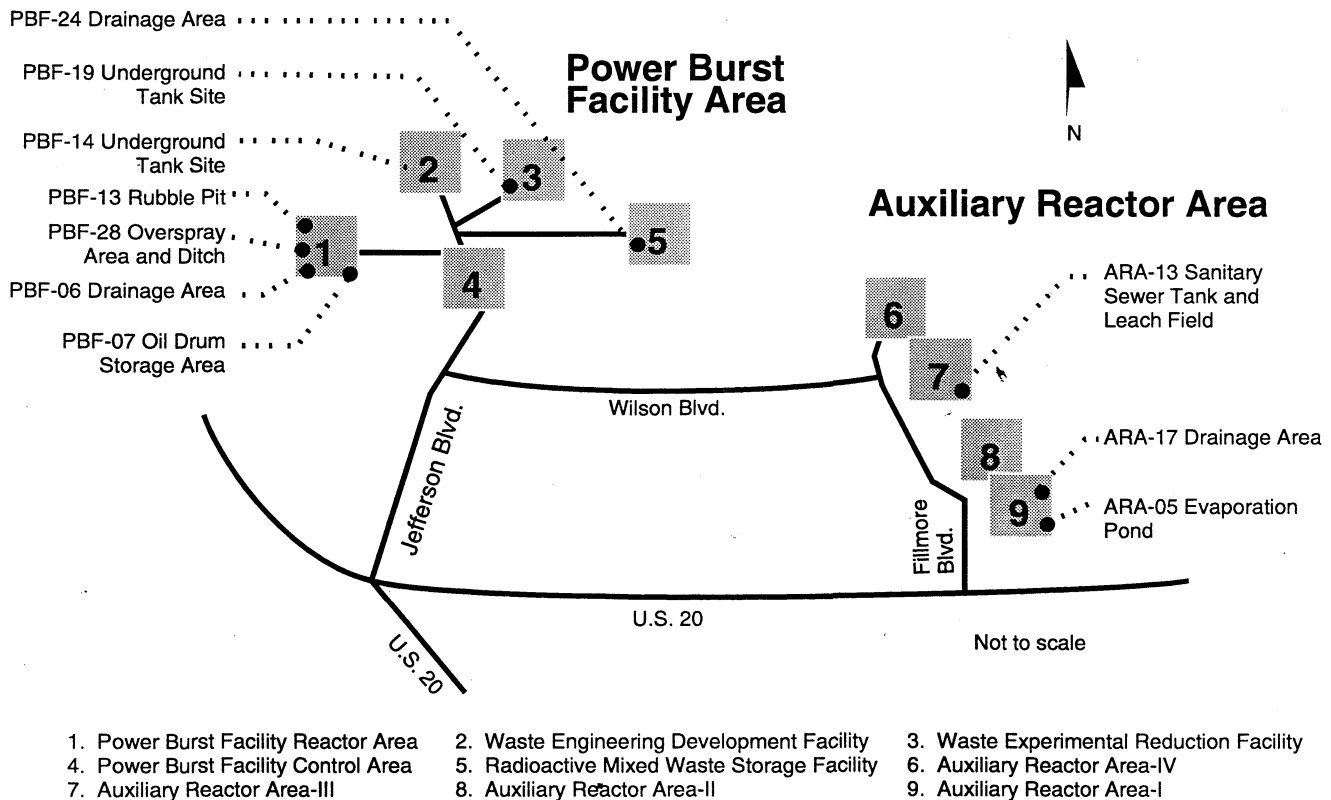 PBF-24 Drainage Area
PBF-19 Underground
Tank Site
PBF-14 Underground
Tank Site
PBF-13 Rubble Pit
PBF-28 Overspray
Area and Ditch
PBF-06 Drainage Area
PBF-07 Oil Drum
Storage Area
Power Burst
Facility Area
N
Auxiliary Reactor Area
1
2
3
4
5
6
7
8
9
ARA-13 Sanitary
Sewer Tank and
Leach Field
ARA-17 Drainage Area
ARA-05 Evaporation
Pond
Wilson Blvd.
Jefferson Blvd.
Fillmore
Blvd.
U.S. 20
U.S. 20
Not to scale
1. Power Burst Facility Reactor Area
2. Waste Engineering Development Facility
3. Waste Experimental Reduction Facility
4. Power Burst Facility Control Area
5. Radioactive Mixed Waste Storage Facility
6. Auxiliary Reactor Area-IV
7. Auxiliary Reactor Area-III
8. Auxiliary Reactor Area-II
9. Auxiliary Reactor Area-I